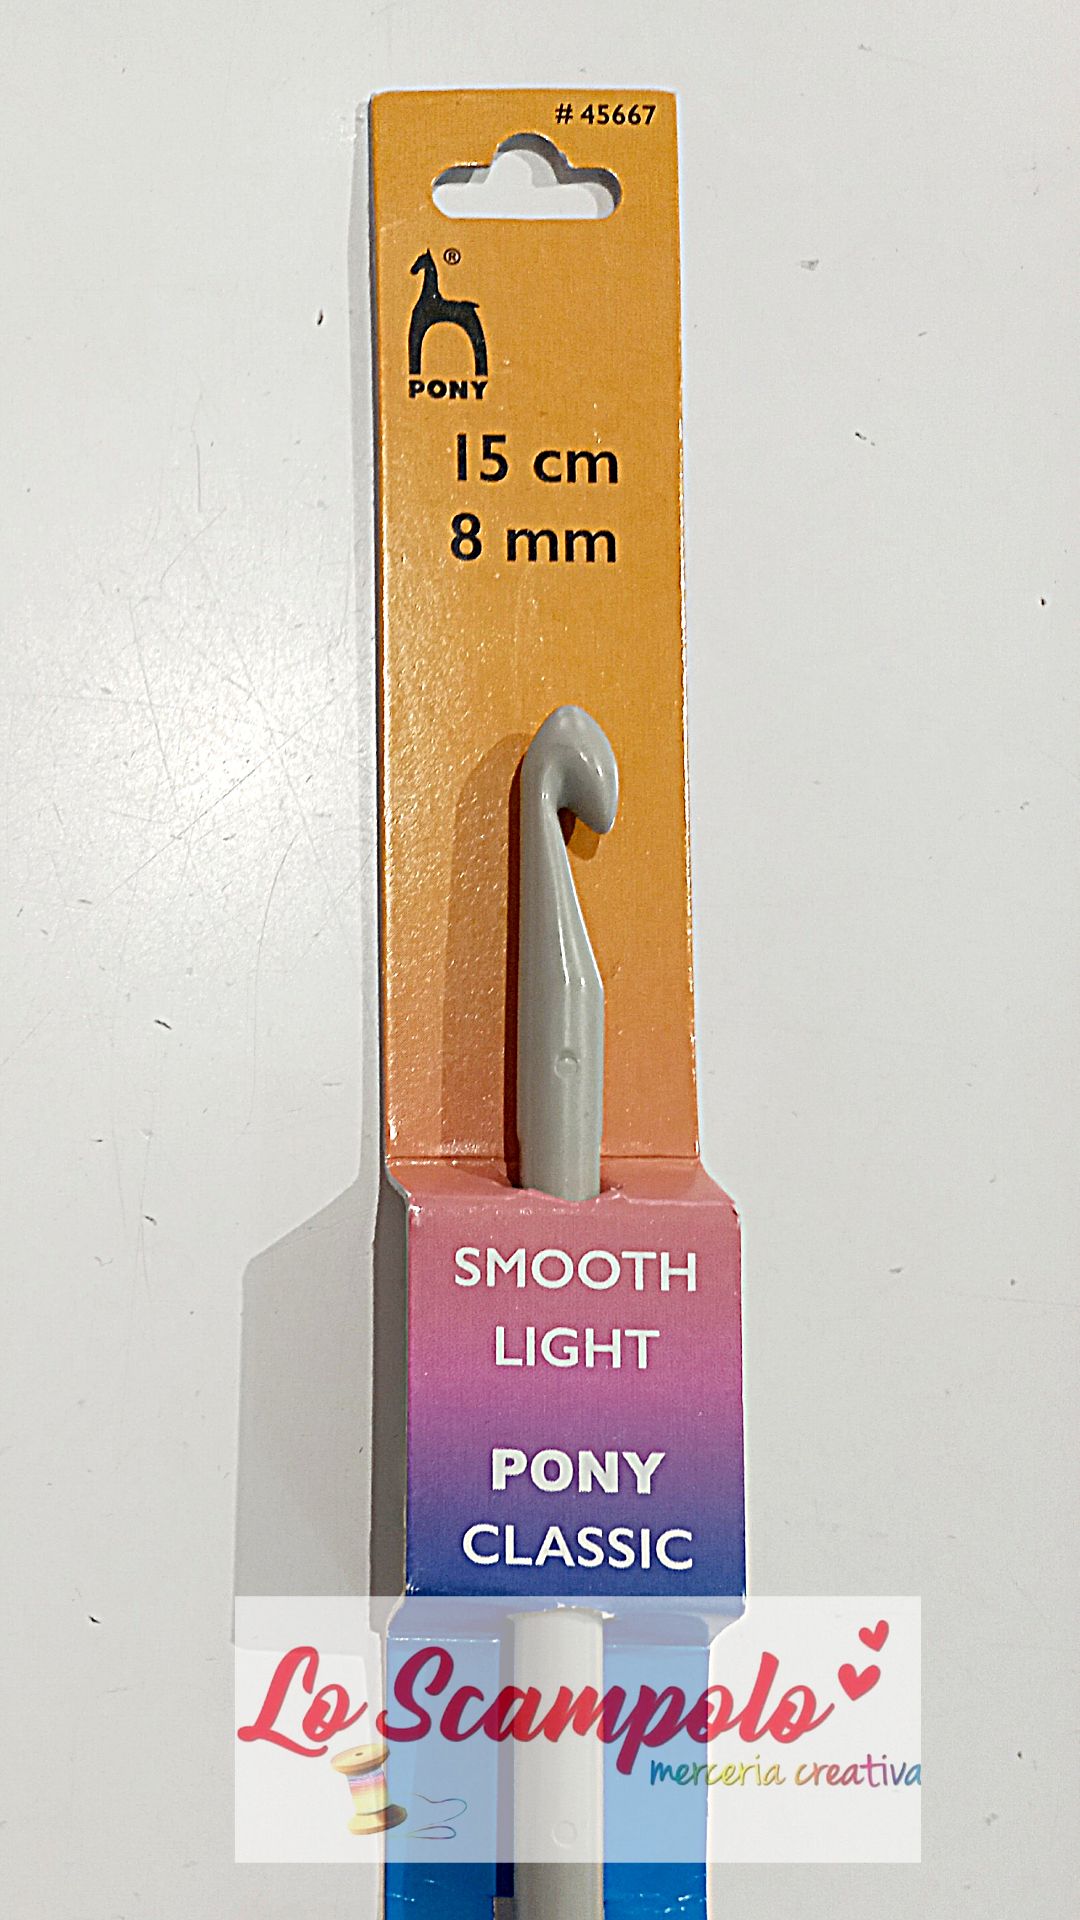 # 45667
®
PONY
15 cm
8 mm
SMOOTH
LIGHT
PONY
CLASSIC
Lo Scampolo
merceria creativa